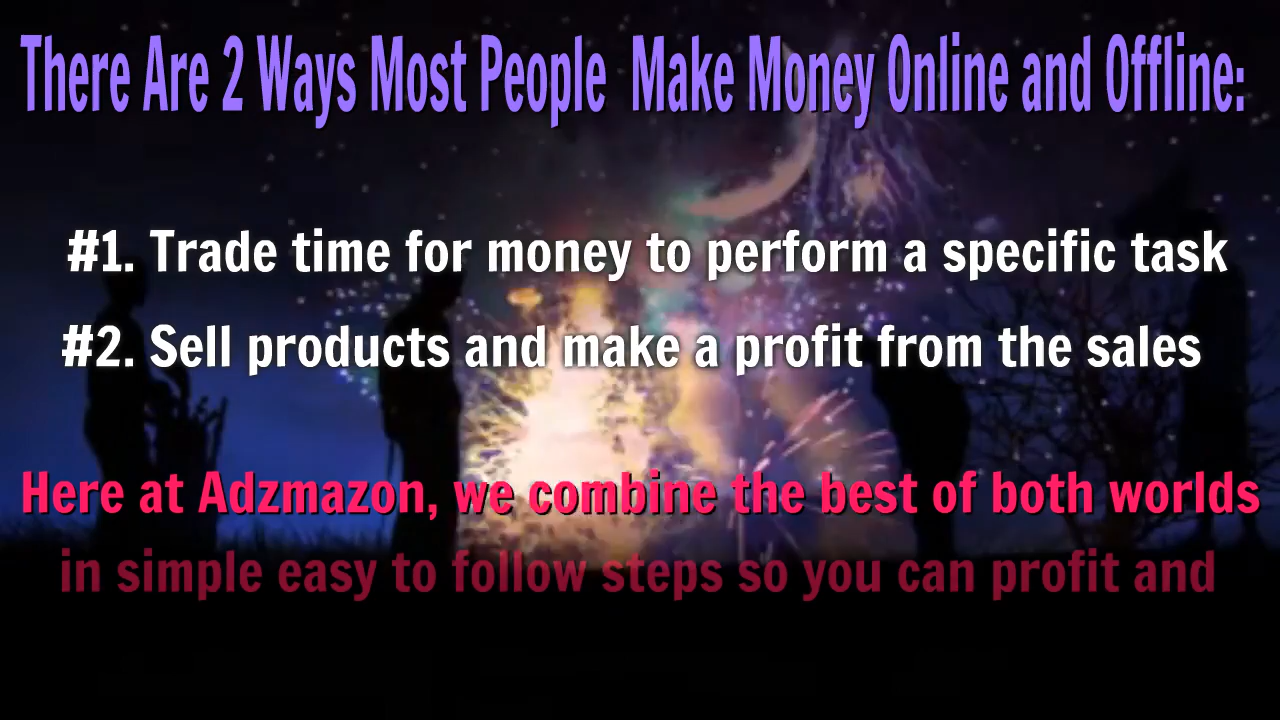 There Are 2 Ways Most People Make Money Online and Offline:
#1. Trade time for money to perform a specific task
#2. Sell products and make a profit from the sales
Here at Adzmazon, we combine the best of both worlds
in simple easy to follow steps so you can profit and